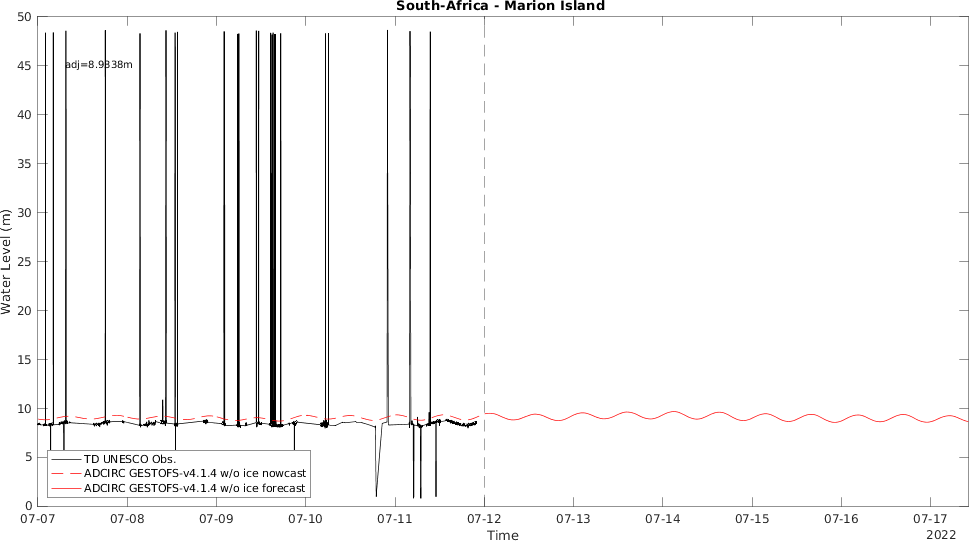 South-Africa - Marion Island
50
45
40
35
30
25
20
15
10
5
0
Water Level (m)
adj=8.9838m
TD UNESCO Obs.
ADCIRC GESTOFS-v4.1.4 w/o ice nowcast
ADCIRC GESTOFS-v4.1.4 w/o ice forecast
07-07 07-08 07-09 07-10 07-11 07-12 07-13 07-14 07-15 07-16 07-17
Time
2022